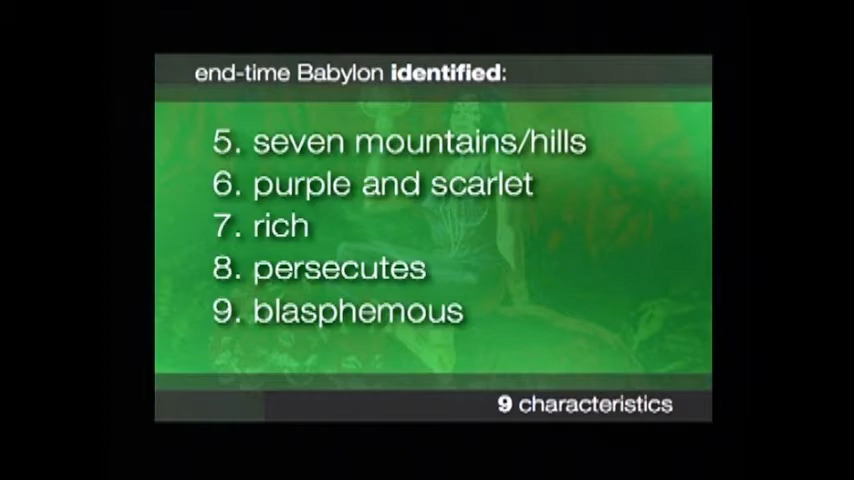 end-time Babylon identified:
5. seven mountains/hills
6. purple and scarlet
7. rich
8. persecutes
9. blasphemous
9 characteristics